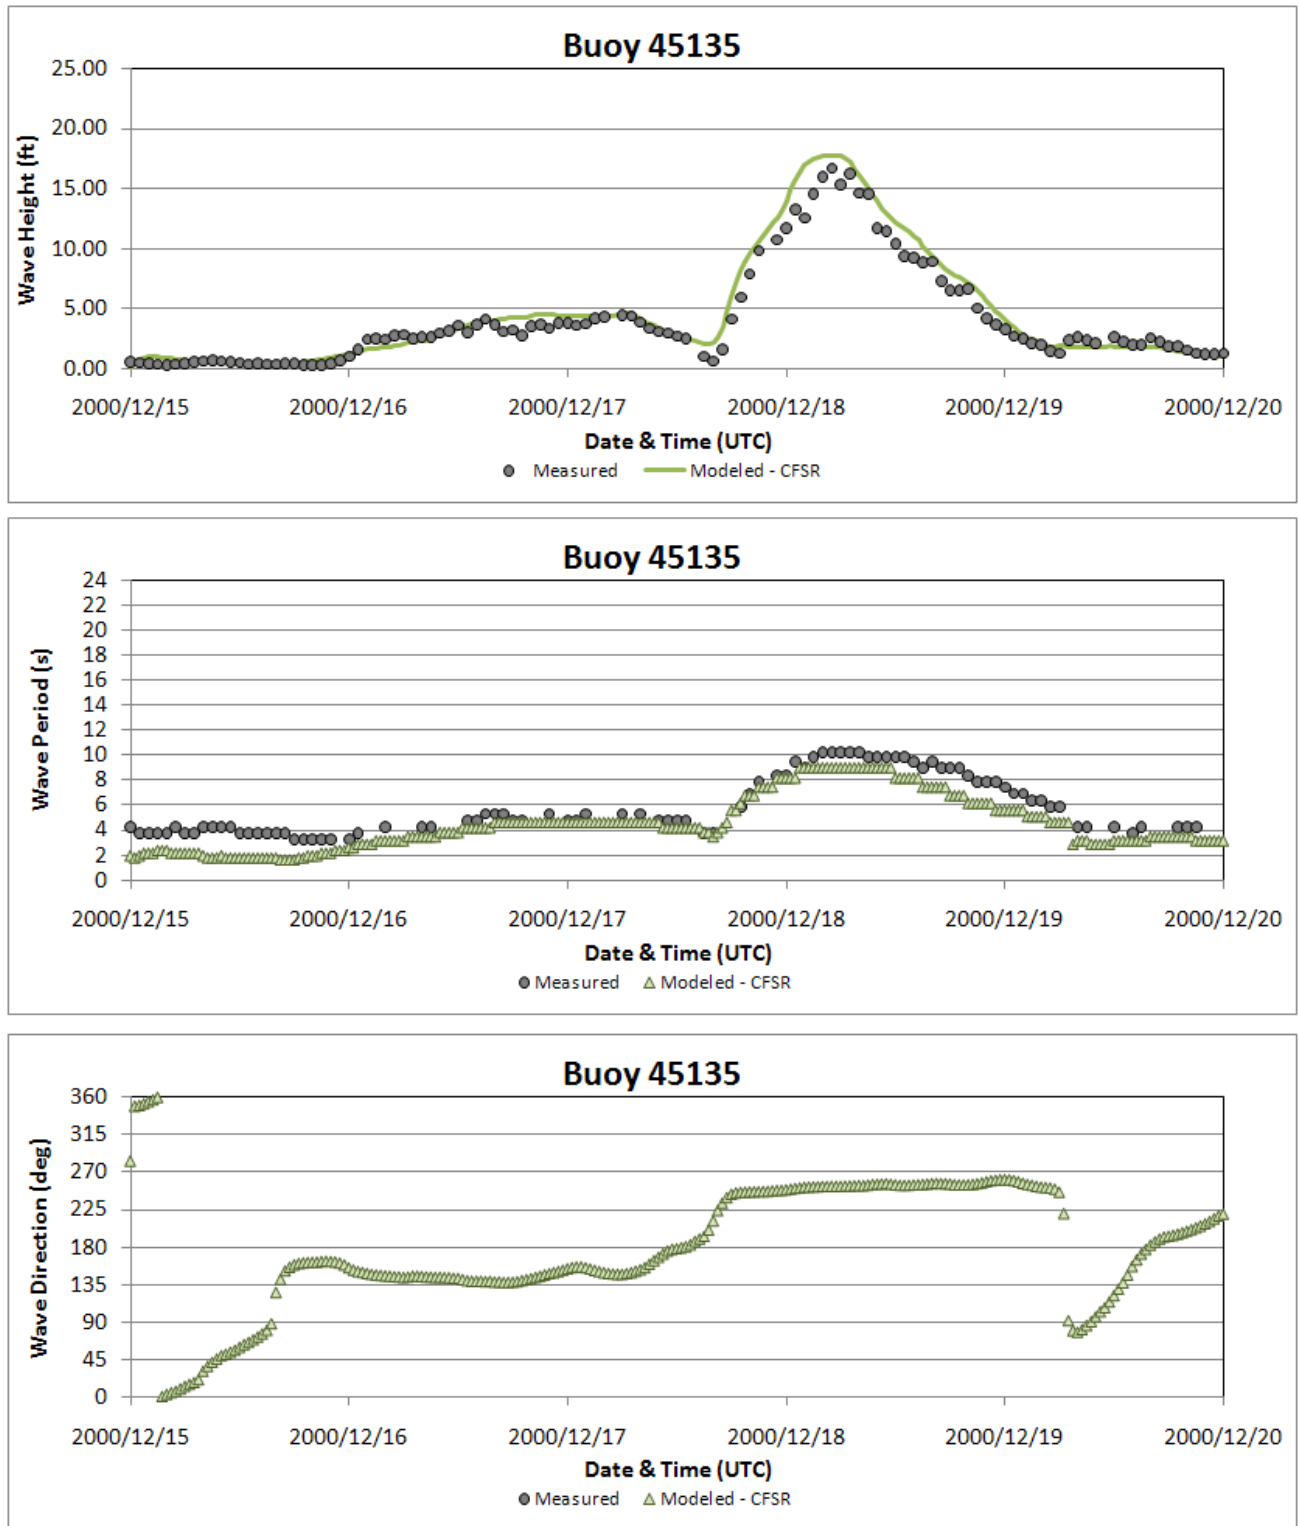 Buoy 45135
25.00
20.00
15.00
10.00
5.00
0.00
Wave Height (ft)
2000/12/15 2000/12/16 2000/12/17 2000/12/18 2000/12/19 2000/12/20
Date & Time (UTC)
Measured Modeled - CFSR
Buoy 45135
24
22
20
18
16
14
12
10
8
6
4
2
0
Wave Period (s)
2000/12/15 2000/12/16 2000/12/17 2000/12/18 2000/12/19 2000/12/20
Date & Time (UTC)
Measured Modeled - CFSR
Buoy 45135
360
315
270
225
180
135
90
45
0
Wave Direction (deg)
2000/12/15 2000/12/16 2000/12/17 2000/12/18 2000/12/19 2000/12/20
Date & Time (UTC)
Measured Modeled - CFSR